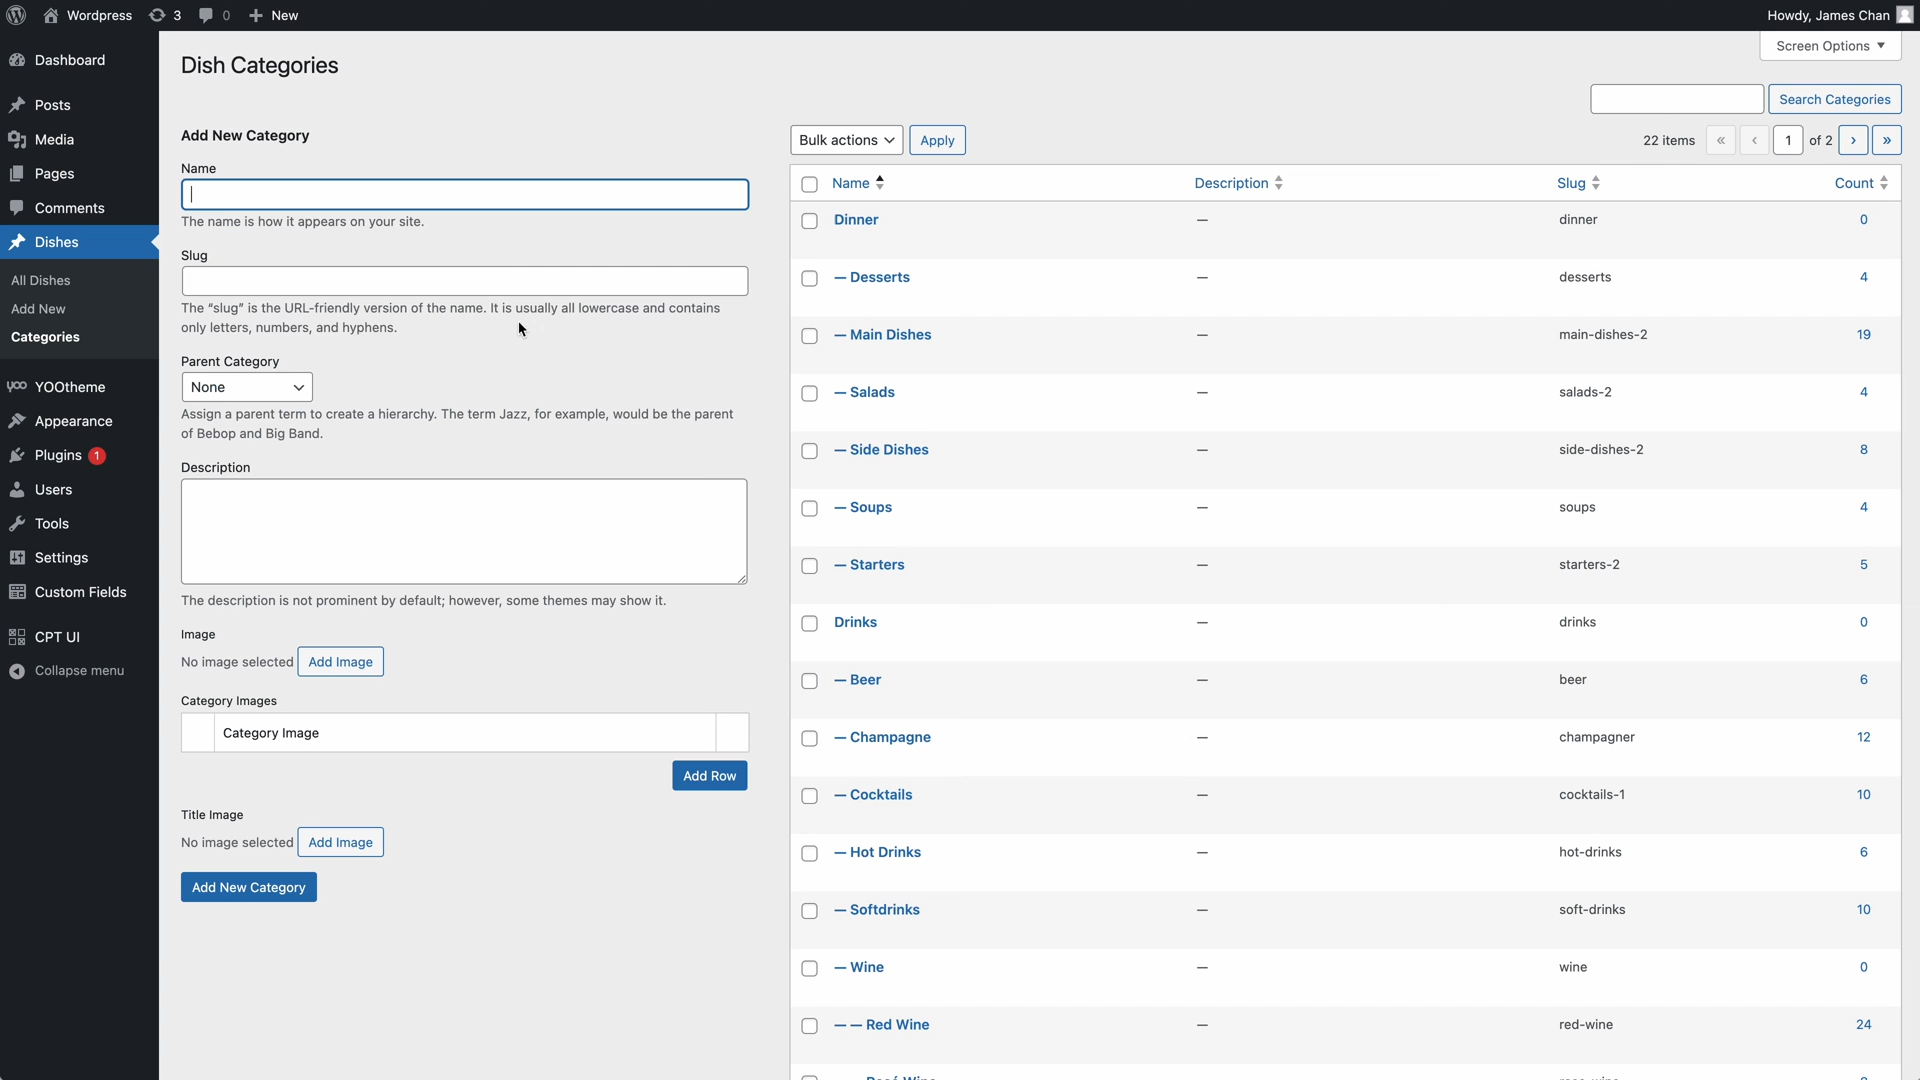 Wordpress 3 0 New
Howdy, James Chan
Dashboard
Posts
Media
Pages
Comments
Dishes
All Dishes
Add New
Categories
yoo YOOtheme
Appearance
Plugins 1
Users
Tools
Settings
Custom Fields
CPT UI
Collapse menu
Screen Options
Dish Categories
Search Categories
Add New Category
Name
The name is how it appears on your site.
Slug
The “slug” is the URL-friendly version of the name. It is usually all lowercase and contains
only letters, numbers, and hyphens.
Parent Category
None
Assign a parent term to create a hierarchy. The term Jazz, for example, would be the parent
of Bebop and Big Band.
Description
The description is not prominent by default; however, some themes may show it.
Image
No image selected Add Image
Category Images
Category Image
Add Row
Title Image
No image selected Add Image
Add New Category
Bulk actions Apply 22 items « ‹ 1 of 2 › »
Name Description Slug Count
Dinner — dinner 0
— Desserts — desserts 4
— Main Dishes — main-dishes-2 19
— Salads — salads-2 4
— Side Dishes — side-dishes-2 8
— Soups — soups 4
— Starters — starters-2 5
Drinks — drinks 0
— Beer — beer 6
— Champagne — champagner 12
— Cocktails — cocktails-1 10
— Hot Drinks — hot-drinks 6
— Softdrinks — soft-drinks 10
— Wine — wine 0
— — Red Wine — red-wine 24